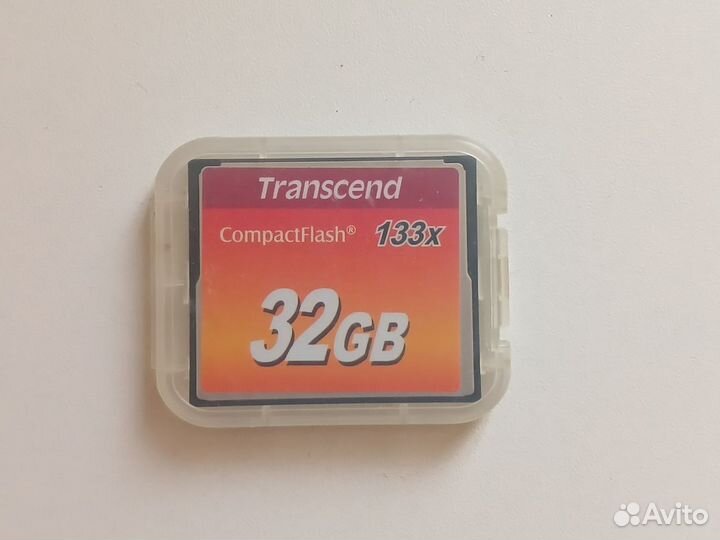 Transcend
CompactFlash® 133x
32GB
Avito